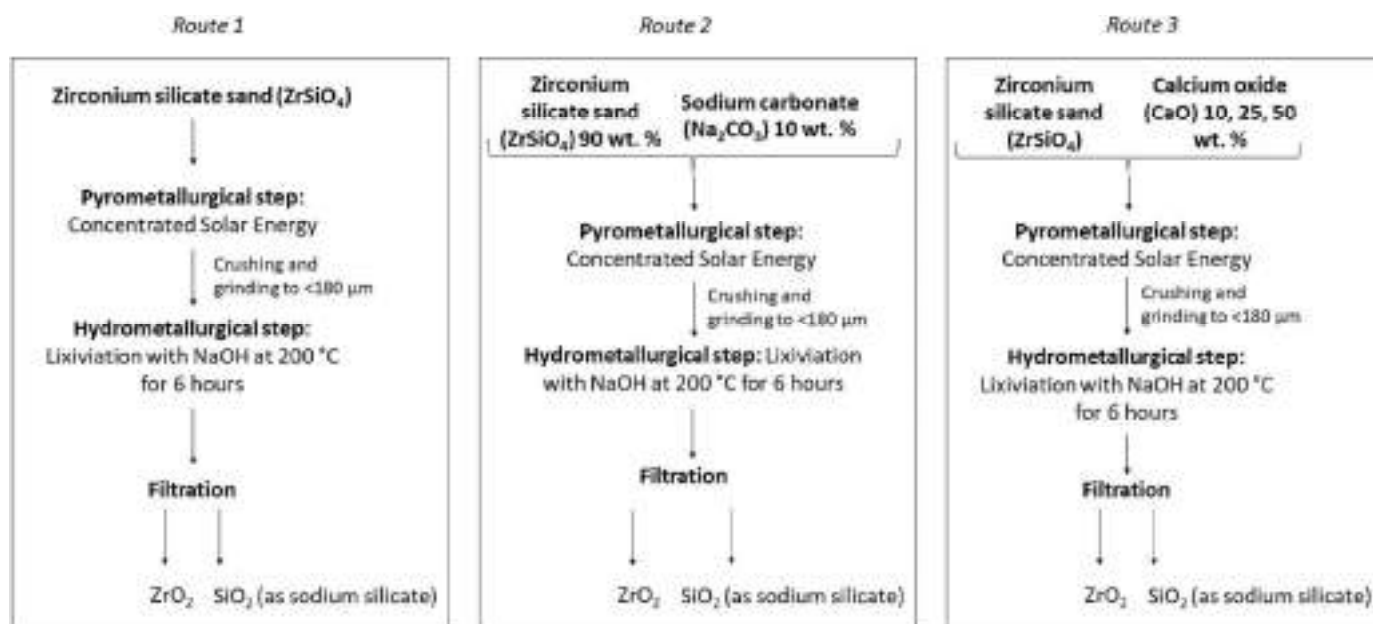 Route 1
Zirconium silicate sand (ZrSiO₄)
Pyrometallurgical step:
Concentrated Solar Energy
Crushing and
grinding to <180 μm
Hydrometallurgical step:
Lixiviation with NaOH at 200 °C
for 6 hours
Filtration
ZrO₂ SiO₂ (as sodium silicate)
Route 2
Zirconium
silicate sand
(ZrSiO₄) 90 wt. %
Sodium carbonate
(Na₂CO₃) 10 wt. %
Pyrometallurgical step:
Concentrated Solar Energy
Crushing and
grinding to <180 μm
Hydrometallurgical step: Lixiviation
with NaOH at 200 °C for 6 hours
Filtration
ZrO₂ SiO₂ (as sodium silicate)
Route 3
Zirconium
silicate sand
(ZrSiO₄)
Calcium oxide
(CaO) 10, 25, 50
wt. %
Pyrometallurgical step:
Concentrated Solar Energy
Crushing and
grinding to <180 μm
Hydrometallurgical step:
Lixiviation with NaOH at 200 °C
for 6 hours
Filtration
ZrO₂ SiO₂ (as sodium silicate)